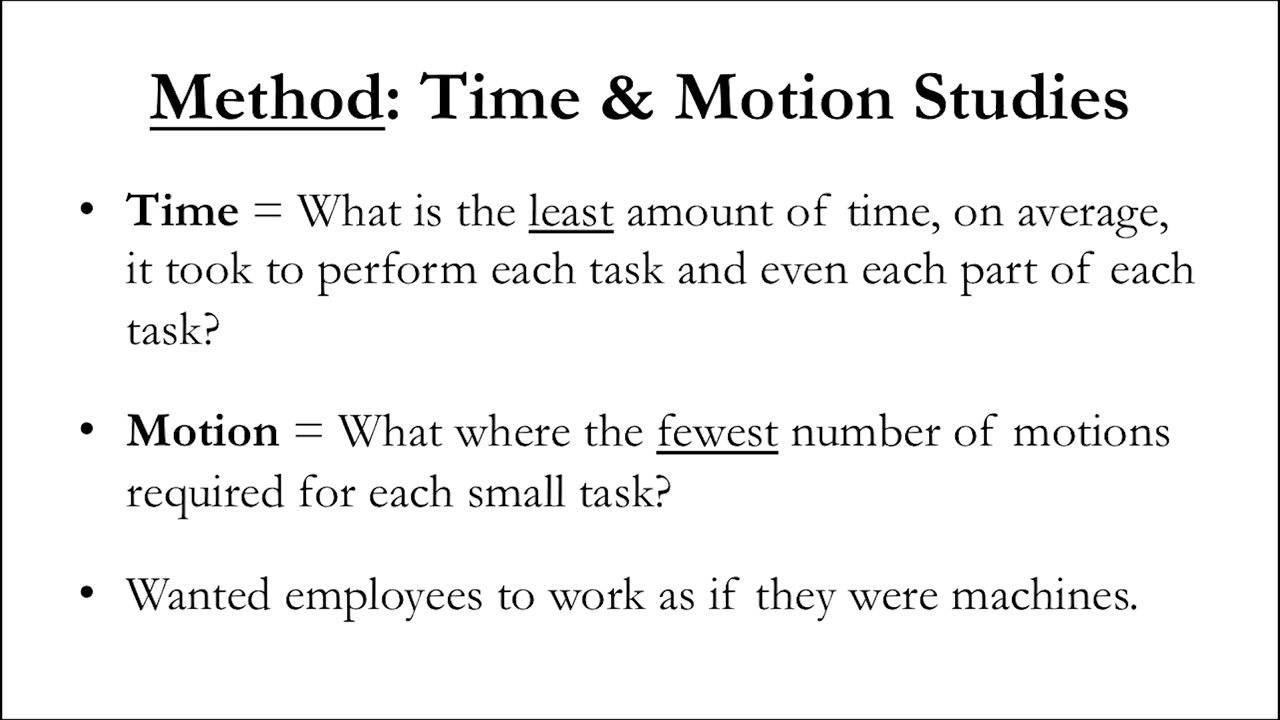 Method: Time & Motion Studies
• Time = What is the least amount of time, on average,
it took to perform each task and even each part of each
task?
• Motion = What where the fewest number of motions
required for each small task?
• Wanted employees to work as if they were machines.